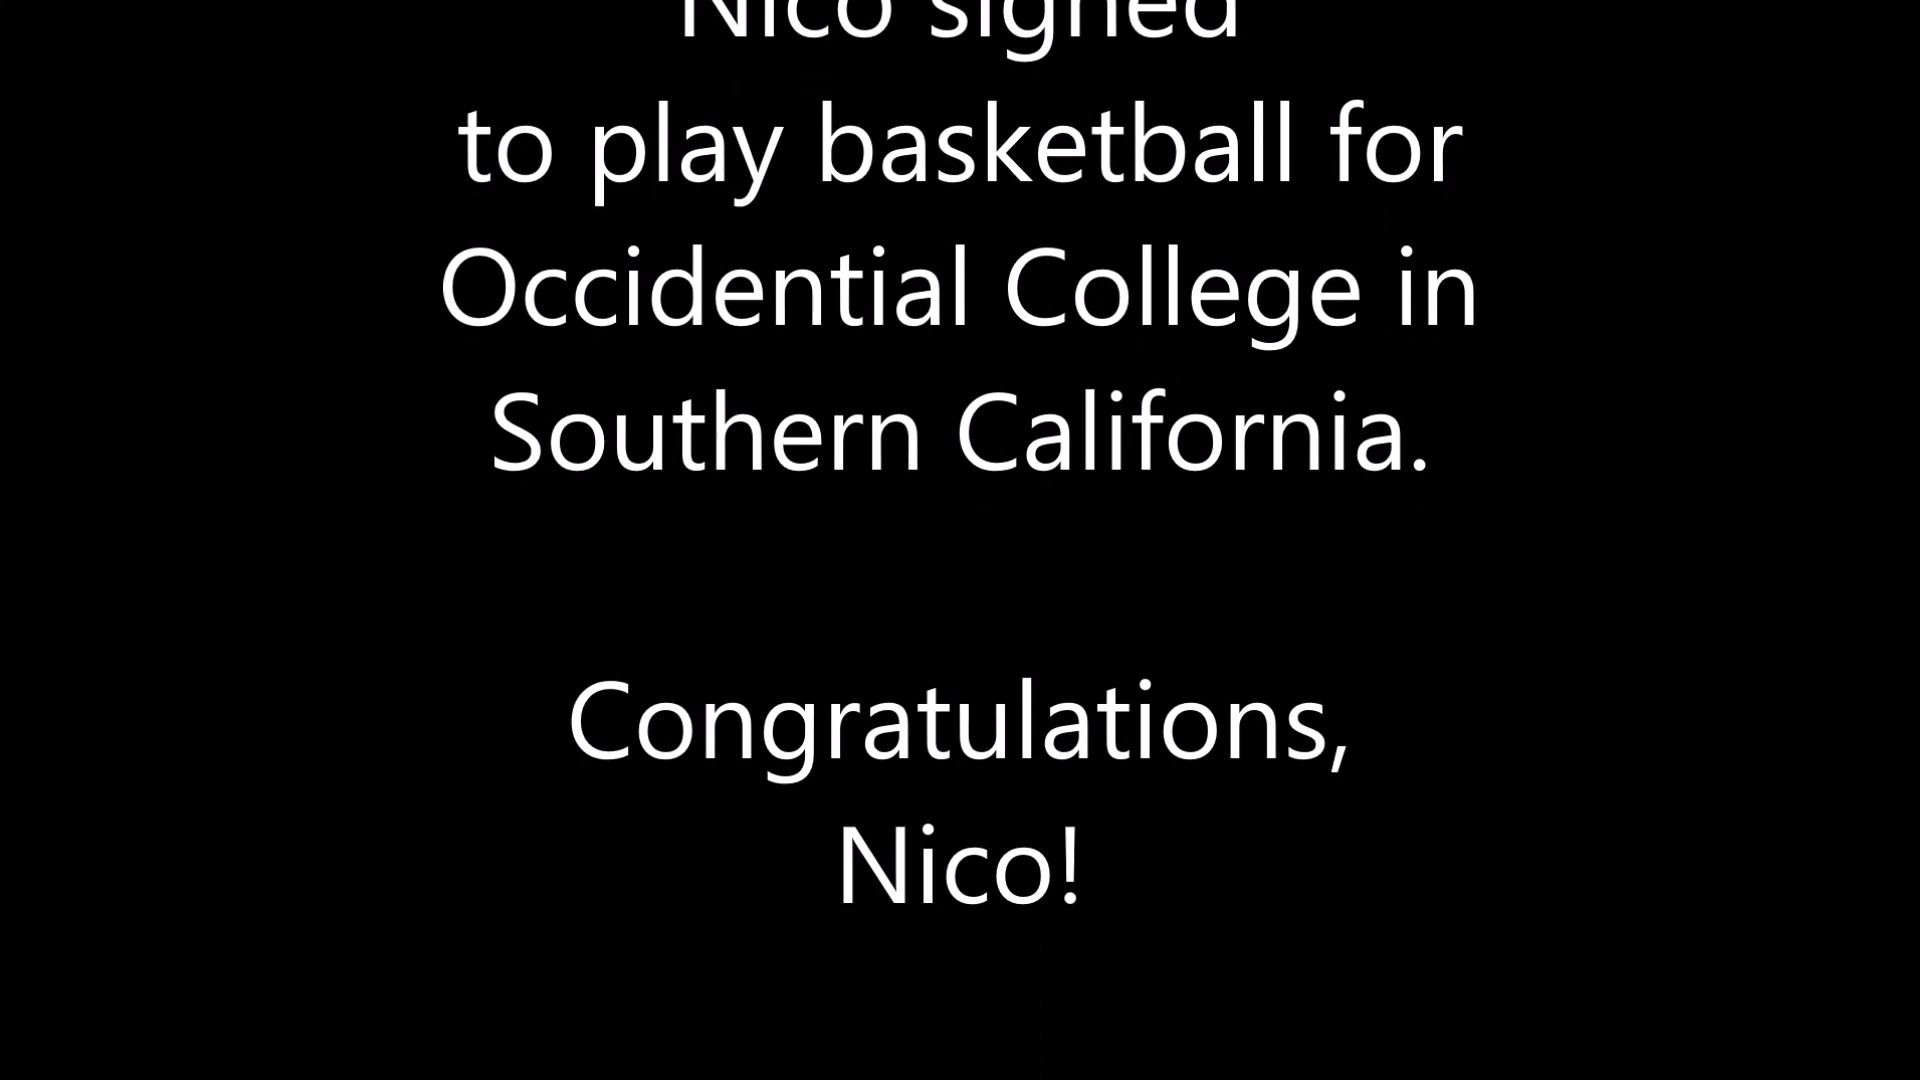 Nico signed
to play basketball for
Occidential College in
Southern California.
Congratulations,
Nico!